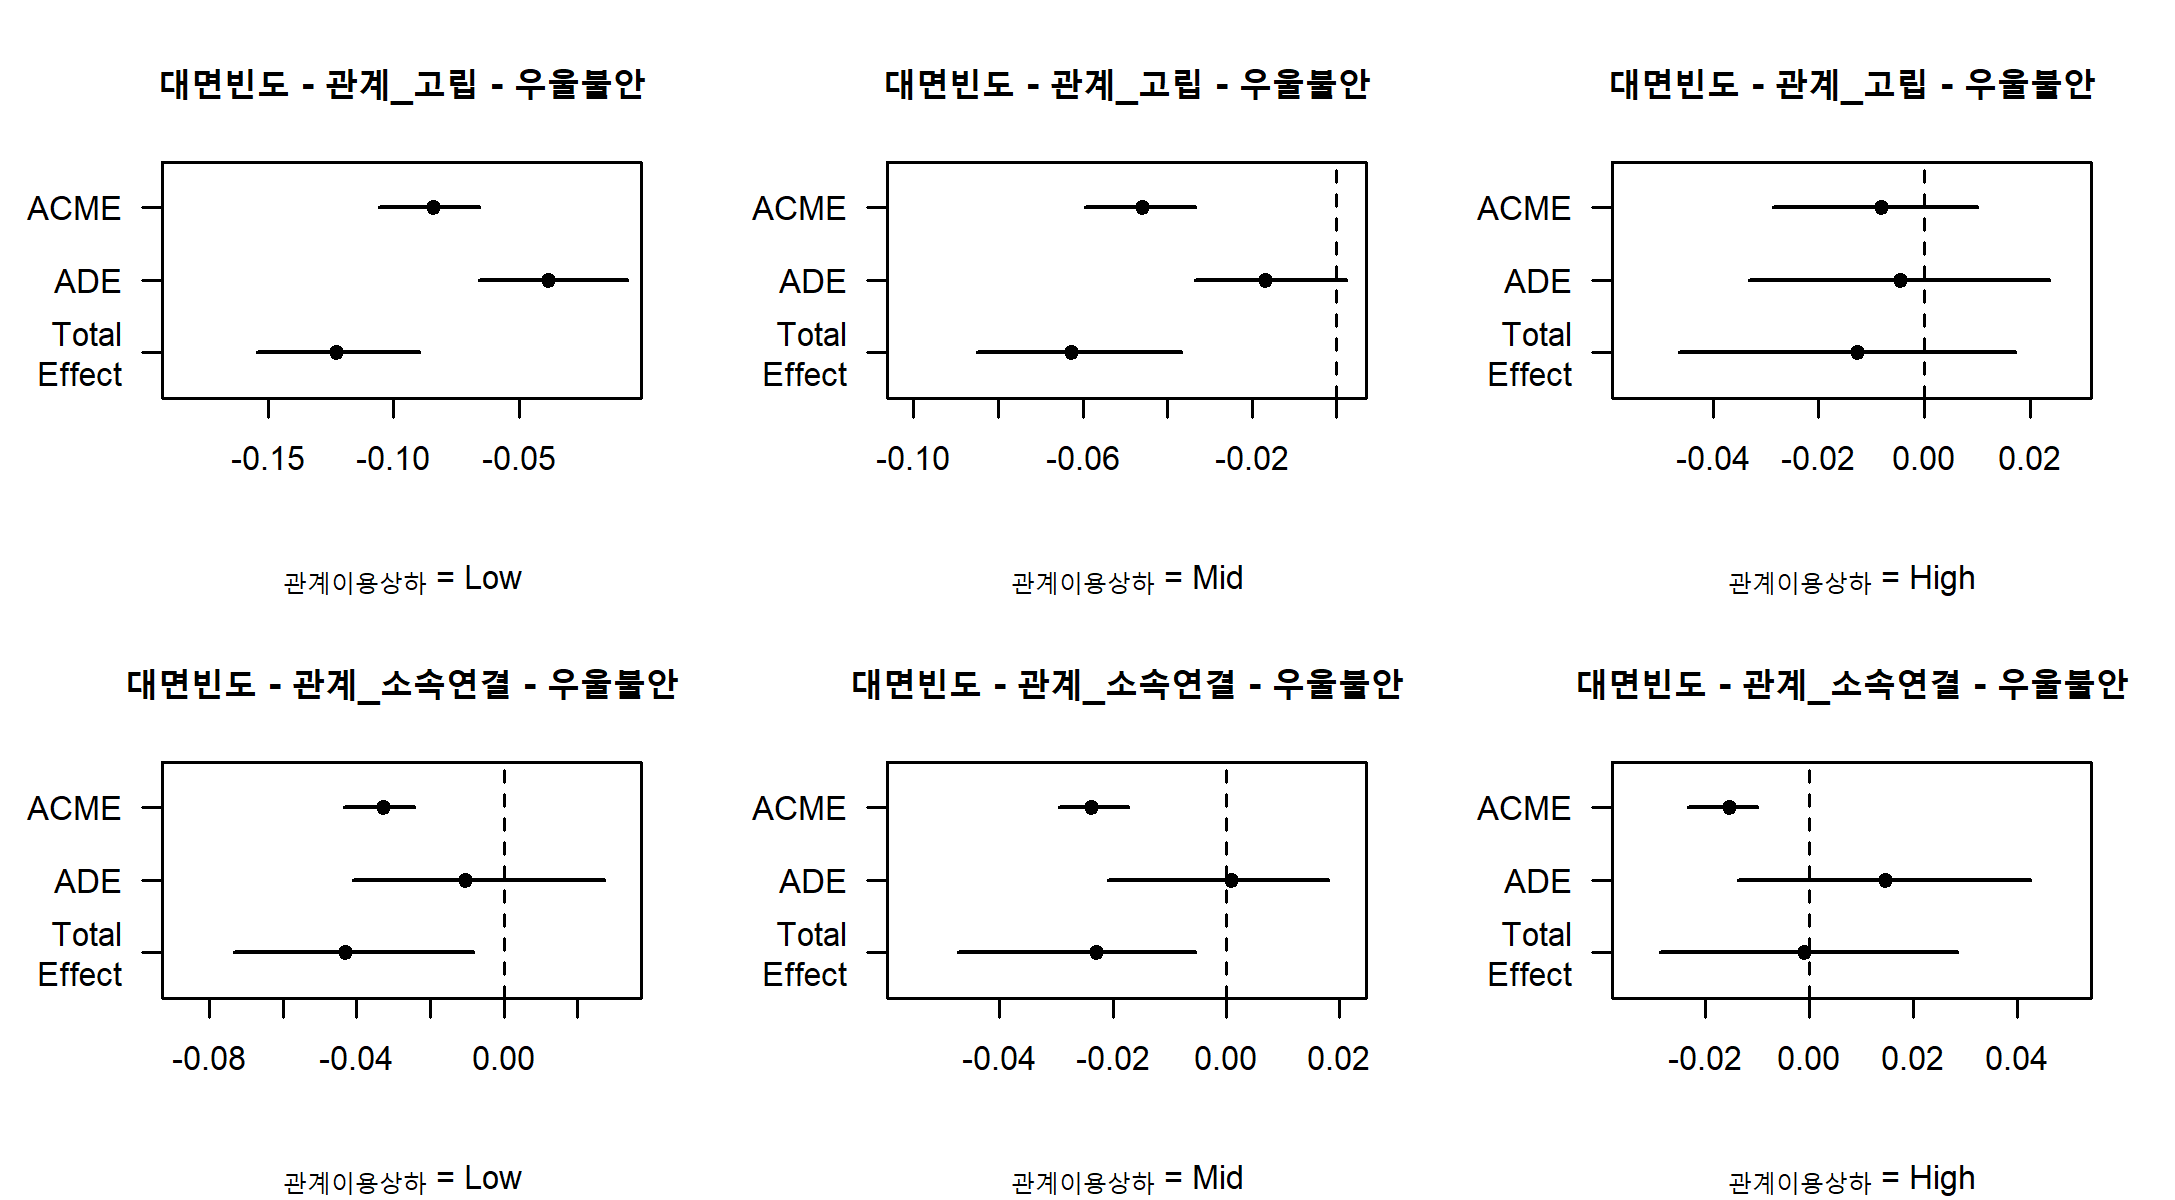 대면빈도 - 관계_고립 - 우울불안
ACME
ADE
Total
Effect
-0.15 -0.10 -0.05
관계이용상하 = Low
대면빈도 - 관계_고립 - 우울불안
ACME
ADE
Total
Effect
-0.10 -0.06 -0.02
관계이용상하 = Mid
대면빈도 - 관계_고립 - 우울불안
ACME
ADE
Total
Effect
-0.04 -0.02 0.00 0.02
관계이용상하 = High
대면빈도 - 관계_소속연결 - 우울불안
ACME
ADE
Total
Effect
-0.08 -0.04 0.00
관계이용상하 = Low
대면빈도 - 관계_소속연결 - 우울불안
ACME
ADE
Total
Effect
-0.04 -0.02 0.00 0.02
관계이용상하 = Mid
대면빈도 - 관계_소속연결 - 우울불안
ACME
ADE
Total
Effect
-0.02 0.00 0.02 0.04
관계이용상하 = High